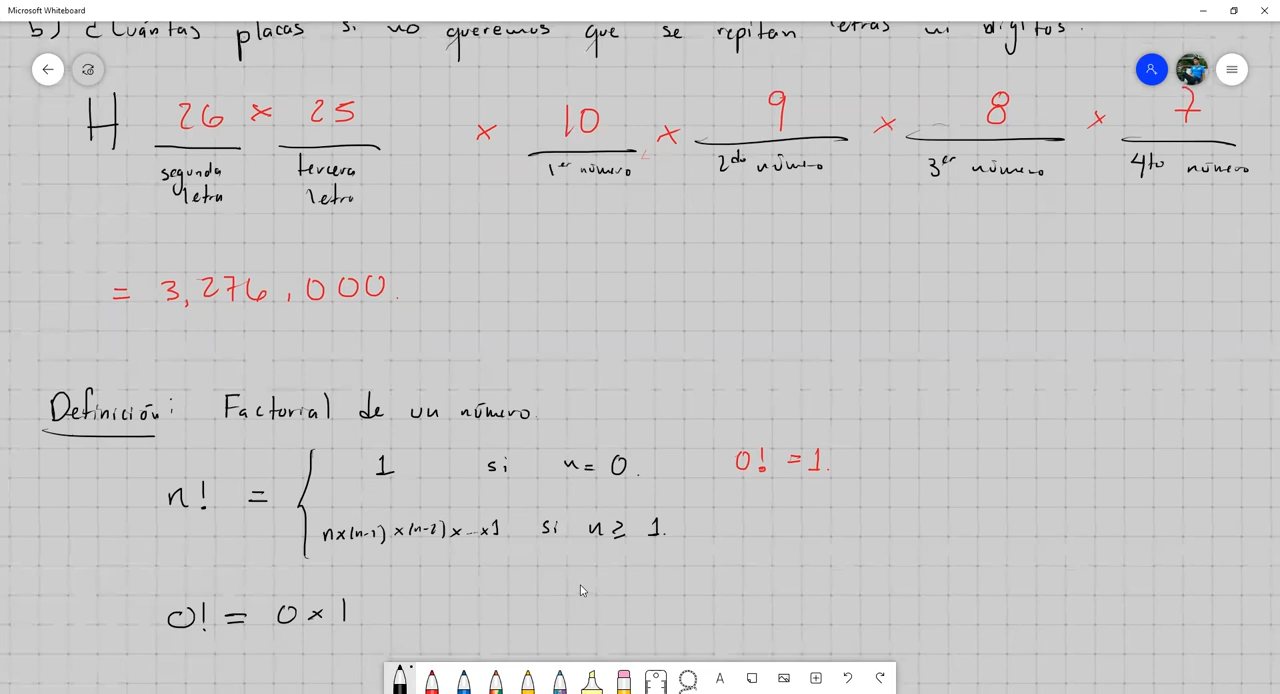 Microsoft Whiteboard
b) ¿Cuántas placas si no queremos que se repitan letras ni dígitos.
H 26 × 25 × 10 × 9 × 8 × 7
segunda letra tercera letra 1er número 2do número 3er número 4to número
= 3,276,000.
Definición: Factorial de un número.
1 si n = 0. 0! = 1.
n! =
n×(n-1)×(n-2)×...×1 si n ≥ 1.
0! = 0 × 1
A